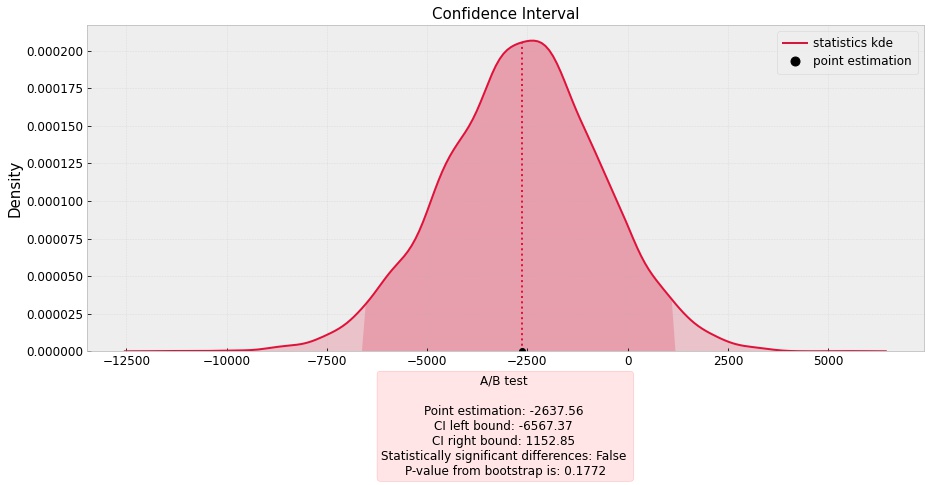 Confidence Interval
statistics kde
point estimation
Density
0.000200
0.000175
0.000150
0.000125
0.000100
0.000075
0.000050
0.000025
0.000000
−12500 −10000 −7500 −5000 −2500 0 2500 5000
A/B test
Point estimation: -2637.56
CI left bound: -6567.37
CI right bound: 1152.85
Statistically significant differences: False
P-value from bootstrap is: 0.1772